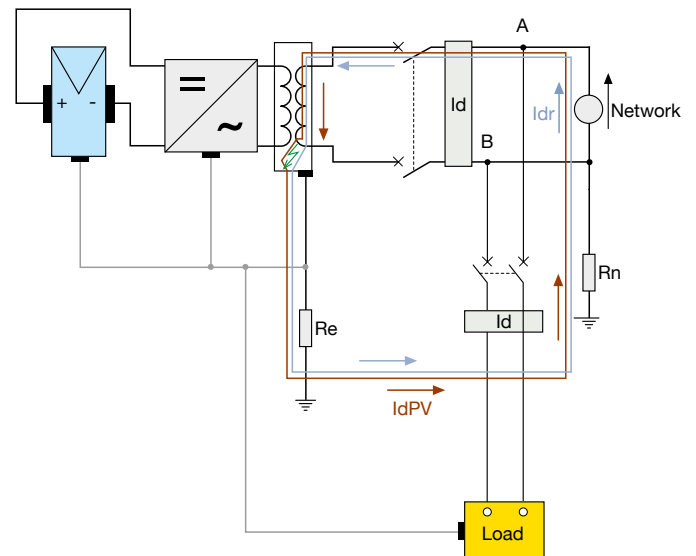 A
+ -
= ~
Id
Idr
Network
B
Rn
Re
Id
IdPV
Load